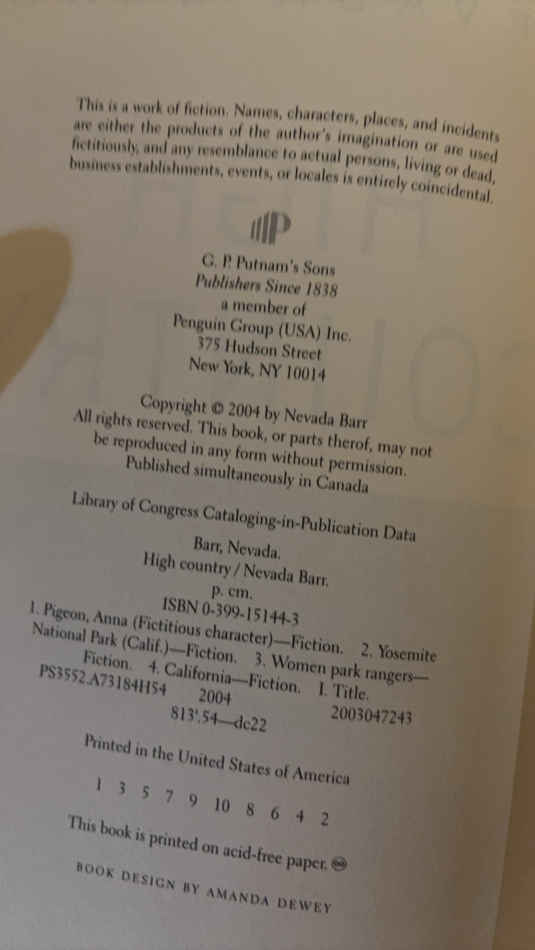 This is a work of fiction. Names, characters, places, and incidents
are either the products of the author's imagination or are used
fictitiously, and any resemblance to actual persons, living or dead,
business establishments, events, or locales is entirely coincidental.
P
G. P. Putnam's Sons
Publishers Since 1838
a member of
Penguin Group (USA) Inc.
375 Hudson Street
New York, NY 10014
Copyright © 2004 by Nevada Barr
All rights reserved. This book, or parts therof, may not
be reproduced in any form without permission.
Published simultaneously in Canada
Library of Congress Cataloging-in-Publication Data
Barr, Nevada.
High country / Nevada Barr.
p. cm.
ISBN 0-399-15144-3
1. Pigeon, Anna (Fictitious character)—Fiction. 2. Yosemite
National Park (Calif.)—Fiction. 3. Women park rangers—
Fiction. 4. California—Fiction. I. Title.
PS3552.A73184H54 2004 2003047243
813'.54—dc22
Printed in the United States of America
1 3 5 7 9 10 8 6 4 2
This book is printed on acid-free paper.
BOOK DESIGN BY AMANDA DEWEY